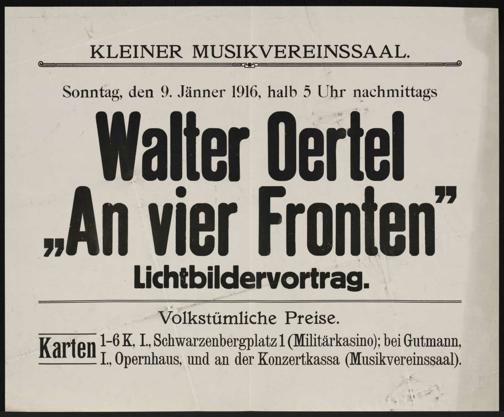 KLEINER MUSIKVEREINSSAAL.
Sonntag, den 9. Jänner 1916, halb 5 Uhr nachmittags
Walter Oertel
„An vier Fronten”
Lichtbildervortrag.
Volkstümliche Preise.
Karten 1–6 K, I., Schwarzenbergplatz 1 (Militärkasino); bei Gutmann,
I., Opernhaus, und an der Konzertkassa (Musikvereinssaal).